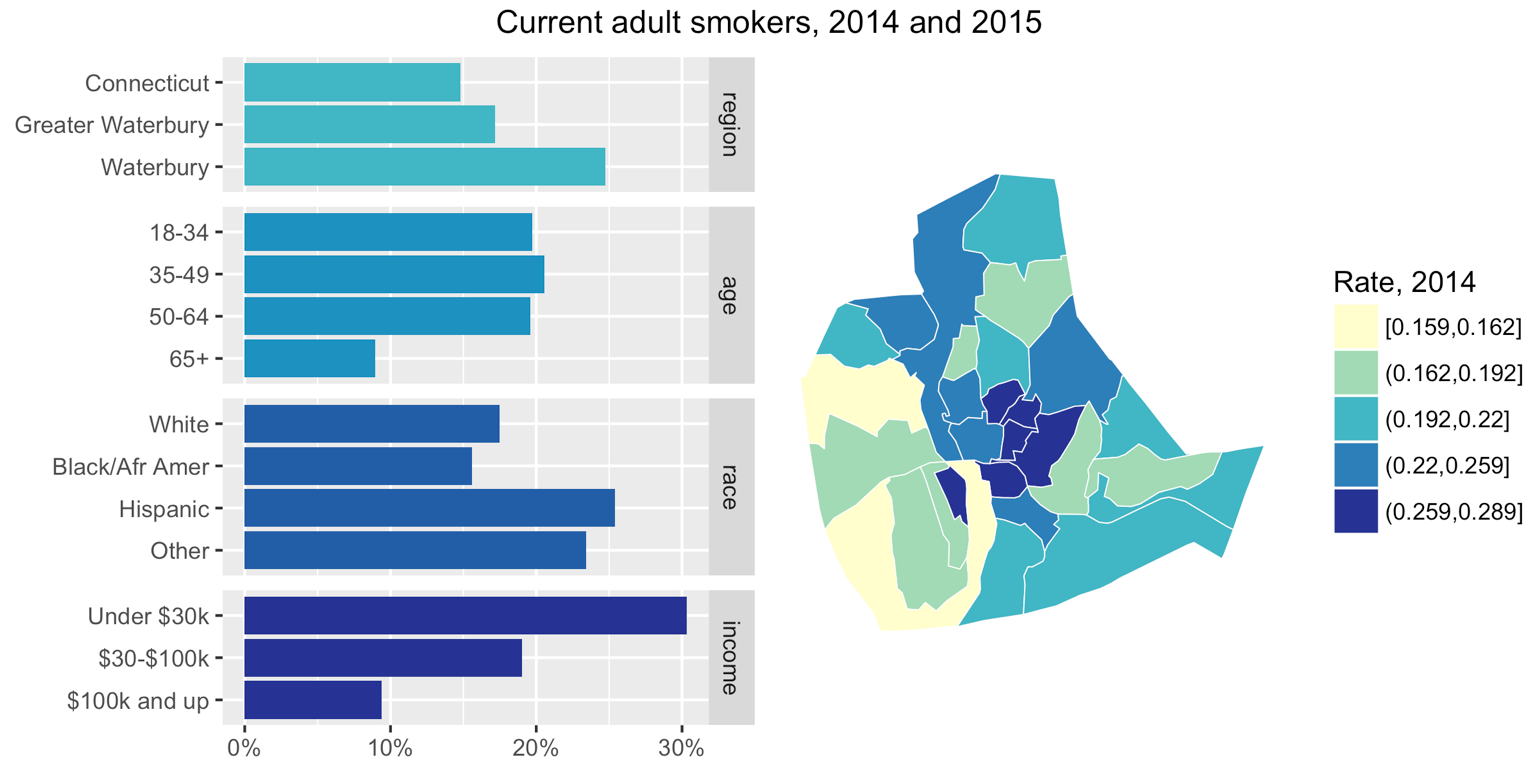 Current adult smokers, 2014 and 2015
Connecticut
Greater Waterbury
Waterbury
region
18-34
35-49
50-64
65+
age
White
Black/Afr Amer
Hispanic
Other
race
Under $30k
$30-$100k
$100k and up
income
0%
10%
20%
30%
Rate, 2014
[0.159,0.162]
(0.162,0.192]
(0.192,0.22]
(0.22,0.259]
(0.259,0.289]